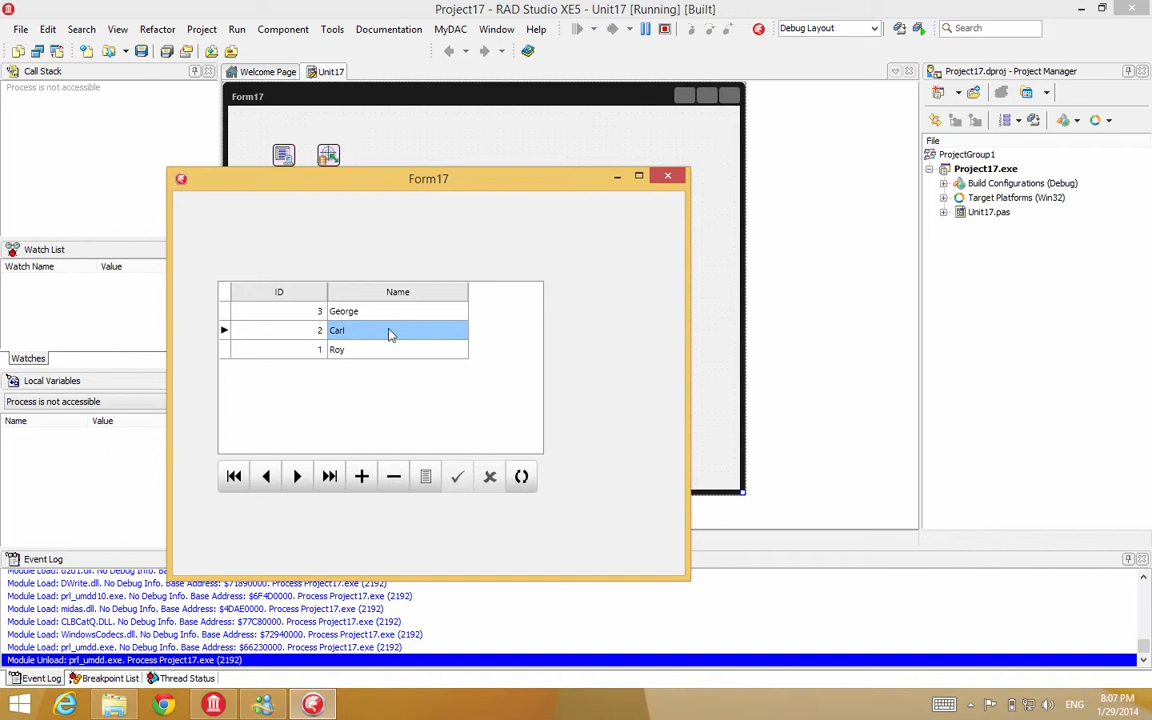 Project17 - RAD Studio XE5 - Unit17 [Running] [Built]
File Edit Search View Refactor Project Run Component Tools Documentation MyDAC Window Help Debug Layout Search
Call Stack
Process is not accessible
Welcome Page Unit17
Project17.dproj - Project Manager
Form17
File
ProjectGroup1
Project17.exe
Build Configurations (Debug)
Target Platforms (Win32)
Unit17.pas
Form17
Watch List
Watch Name Value
ID Name
3 George
2 Carl
1 Roy
Watches
Local Variables
Process is not accessible
Name Value
Event Log
Module Load: d2d1.dll. No Debug Info. Base Address:
Module Load: DWrite.dll. No Debug Info. Base Address: $71890000. Process Project17.exe (2192)
Module Load: prl_umdd10.exe. No Debug Info. Base Address: $6F4D0000. Process Project17.exe (2192)
Module Load: midas.dll. No Debug Info. Base Address: $4DAE0000. Process Project17.exe (2192)
Module Load: CLBCatQ.DLL. No Debug Info. Base Address: $77C80000. Process Project17.exe (2192)
Module Load: WindowsCodecs.dll. No Debug Info. Base Address: $72940000. Process Project17.exe (2192)
Module Load: prl_umdd.exe. No Debug Info. Base Address: $66230000. Process Project17.exe (2192)
Module Unload: prl_umdd.exe. Process Project17.exe (2192)
Event Log Breakpoint List Thread Status
ENG
8:07 PM
1/29/2014